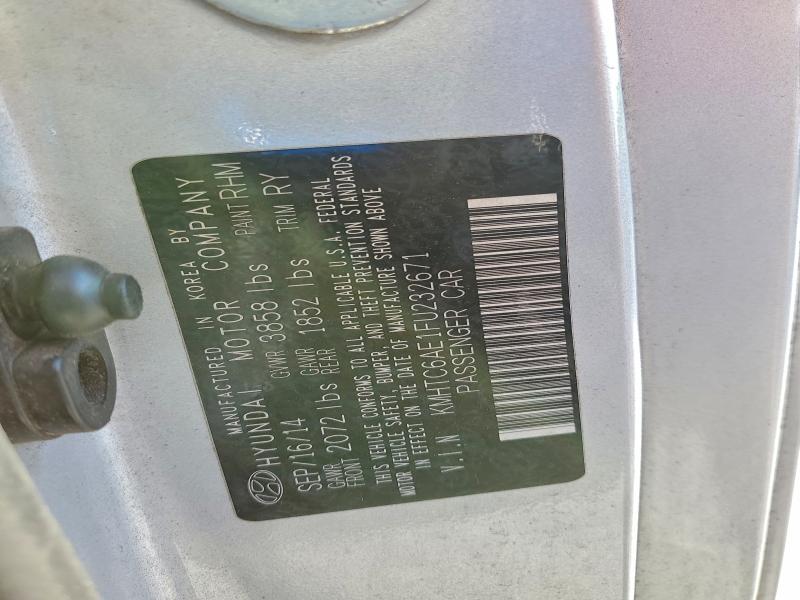 MANUFACTURED IN KOREA BY
HYUNDAI MOTOR COMPANY
SEP/16/14 GVWR 3858 lbs PAINT RHM
GAWR FRONT 2072 lbs GAWR REAR 1852 lbs TRIM RY
THIS VEHICLE CONFORMS TO ALL APPLICABLE U.S.A. FEDERAL
MOTOR VEHICLE SAFETY, BUMPER, AND THEFT PREVENTION STANDARDS
IN EFFECT ON THE DATE OF MANUFACTURE SHOWN ABOVE
V.I.N KMHTC6AE1FU232671
PASSENGER CAR